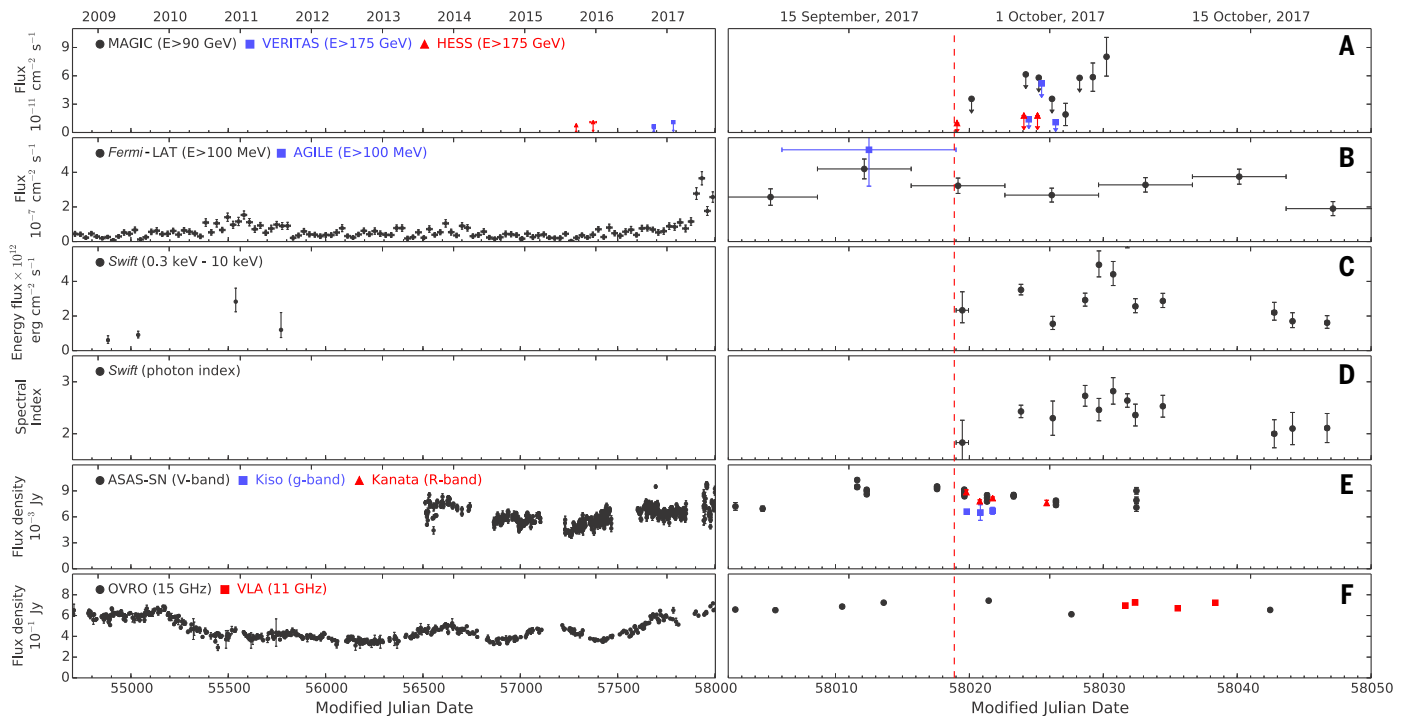 2009 2010 2011 2012 2013 2014 2015 2016 2017
15 September, 2017 1 October, 2017 15 October, 2017
MAGIC (E>90 GeV) VERITAS (E>175 GeV) HESS (E>175 GeV)
A
Flux
10⁻¹¹ cm⁻² s⁻¹
9
6
3
0
Fermi-LAT (E>100 MeV) AGILE (E>100 MeV)
B
Flux
10⁻⁷ cm⁻² s⁻¹
4
2
0
Swift (0.3 keV - 10 keV)
C
Energy flux × 10¹²
erg cm⁻² s⁻¹
4
2
0
Swift (photon index)
D
Spectral
Index
3
2
ASAS-SN (V-band) Kiso (g-band) Kanata (R-band)
E
Flux density
10⁻³ Jy
9
6
3
0
OVRO (15 GHz) VLA (11 GHz)
F
Flux density
10⁻¹ Jy
8
6
4
2
0
55000 55500 56000 56500 57000 57500 58000
58010 58020 58030 58040 58050
Modified Julian Date
Modified Julian Date